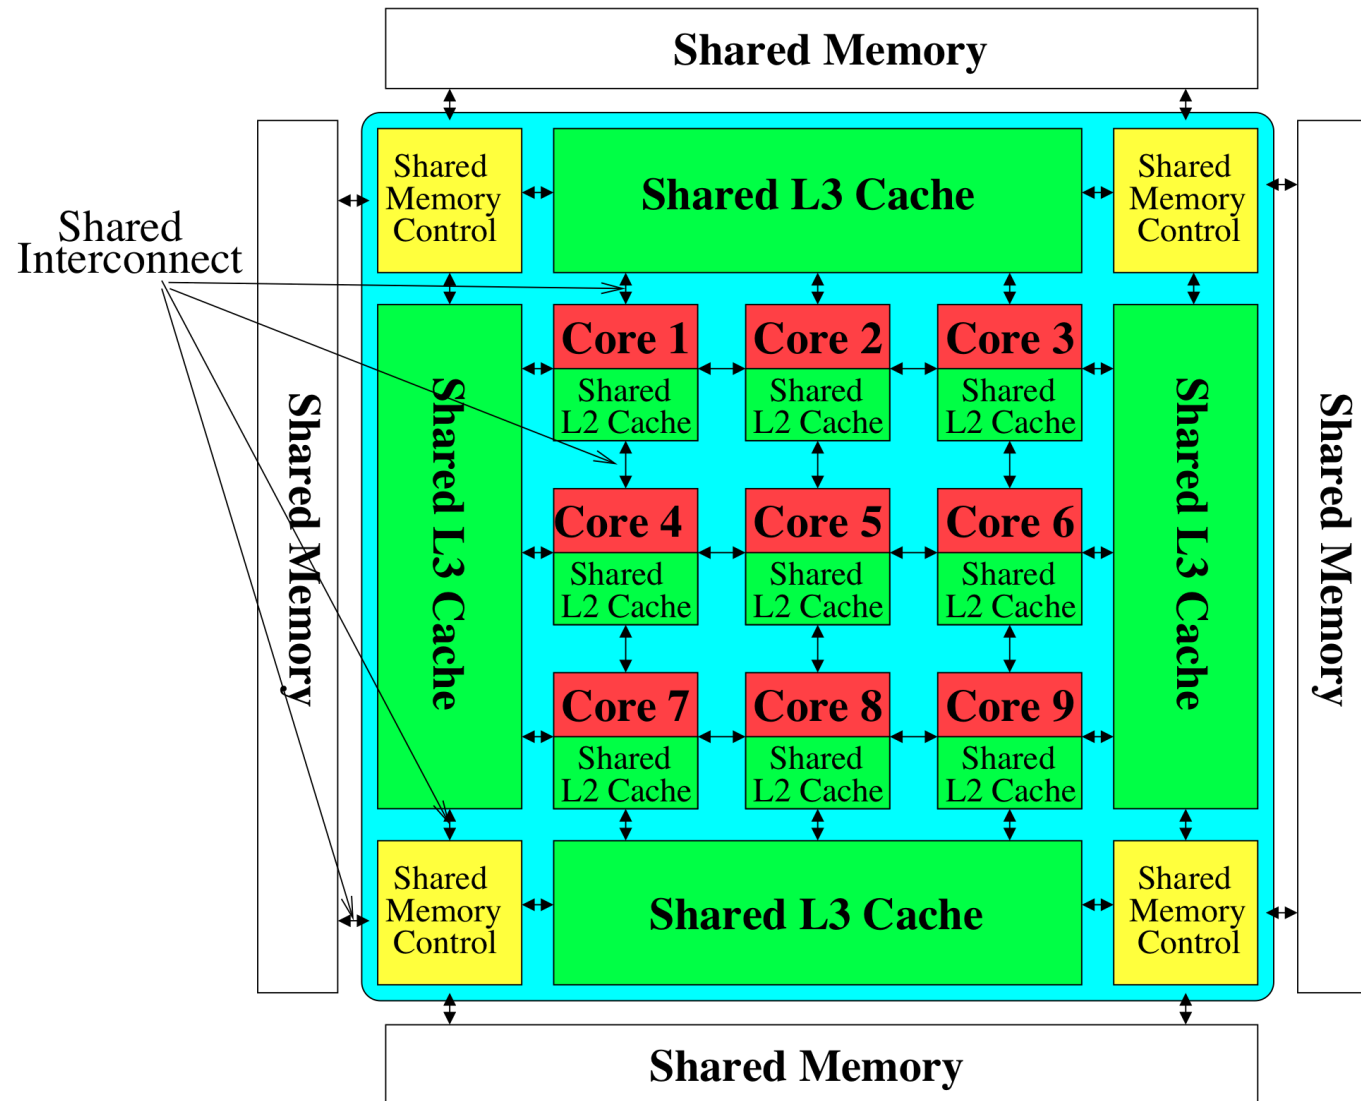 Shared Memory
Shared
Memory
Control
Shared L3 Cache
Shared
Memory
Control
Shared
Interconnect
Shared Memory
Shared L3 Cache
Core 1
Shared
L2 Cache
Core 2
Shared
L2 Cache
Core 3
Shared
L2 Cache
Shared L3 Cache
Shared Memory
Core 4
Shared
L2 Cache
Core 5
Shared
L2 Cache
Core 6
Shared
L2 Cache
Core 7
Shared
L2 Cache
Core 8
Shared
L2 Cache
Core 9
Shared
L2 Cache
Shared
Memory
Control
Shared L3 Cache
Shared
Memory
Control
Shared Memory